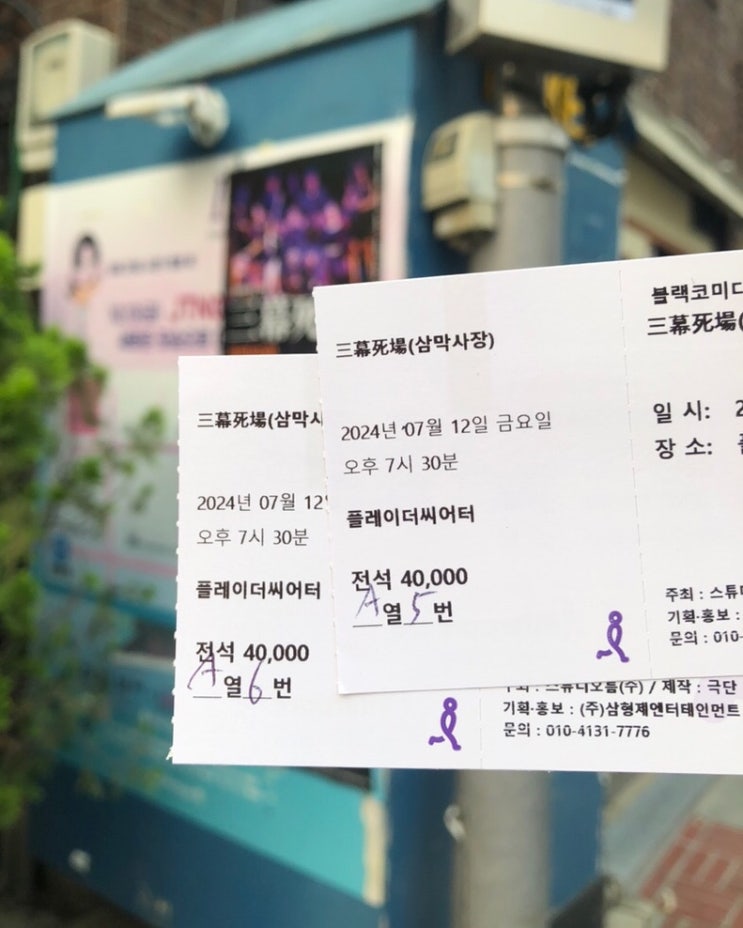 三幕死場(삼막사장)
2024년 07월 12일 금요일
오후 7시 30분
플레이더씨어터
전석 40,000
A열 5번
블랙코미디
三幕死場(
일 시: 2
장 소:
주최 : 스튜디
기획·홍보 :
문의 : 010-
三幕死場(삼막사
2024년 07월 12
오후 7시 30분
플레이더씨어터
전석 40,000
A열 6번
주최 : 스튜디오틈(주) / 제작 : 극단
기획·홍보 : (주)삼형제엔터테인먼트
문의 : 010-4131-7776
三幕死